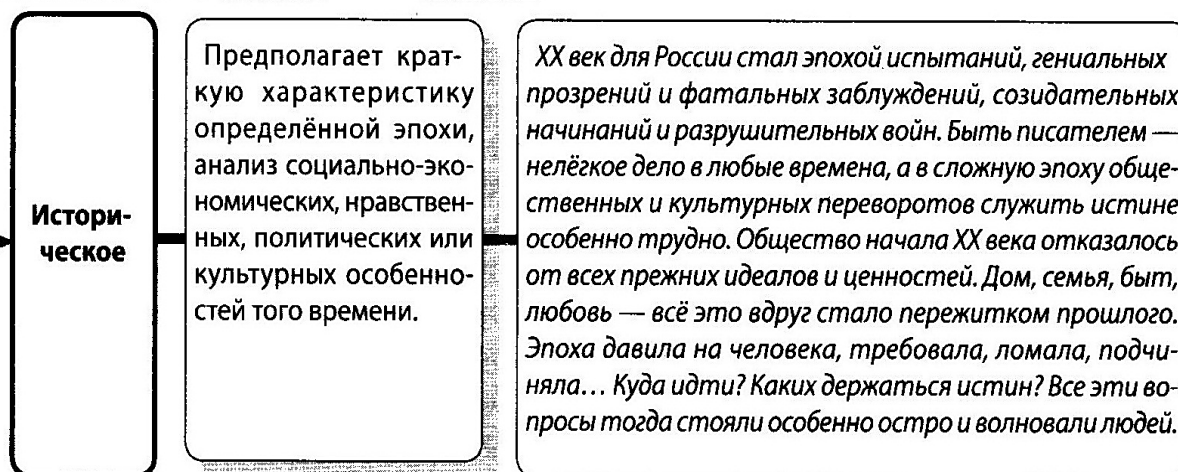 Истори-
ческое
Предполагает крат-
кую характеристику
определённой эпохи,
анализ социально-эко-
номических, нравствен-
ных, политических или
культурных особенно-
стей того времени.
XX век для России стал эпохой испытаний, гениальных
прозрений и фатальных заблуждений, созидательных
начинаний и разрушительных войн. Быть писателем —
нелёгкое дело в любые времена, а в сложную эпоху обще-
ственных и культурных переворотов служить истине
особенно трудно. Общество начала XX века отказалось
от всех прежних идеалов и ценностей. Дом, семья, быт,
любовь — всё это вдруг стало пережитком прошлого.
Эпоха давила на человека, требовала, ломала, подчи-
няла... Куда идти? Каких держаться истин? Все эти во-
просы тогда стояли особенно остро и волновали людей.